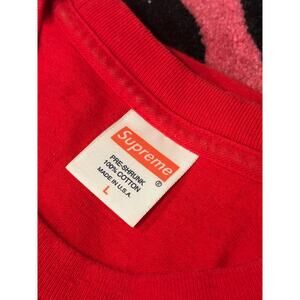 Supreme
PRE-SHRUNK
100% COTTON
MADE IN U.S.A.
L